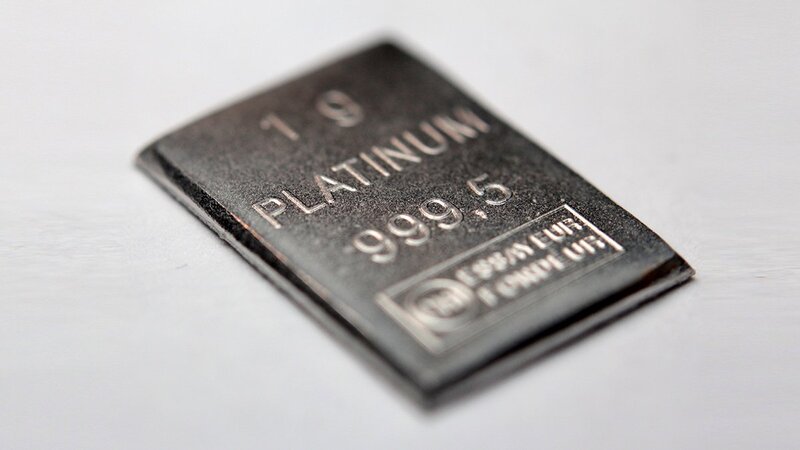 1 g
PLATINUM
999,5
ESSAYEUR
FONDEUR